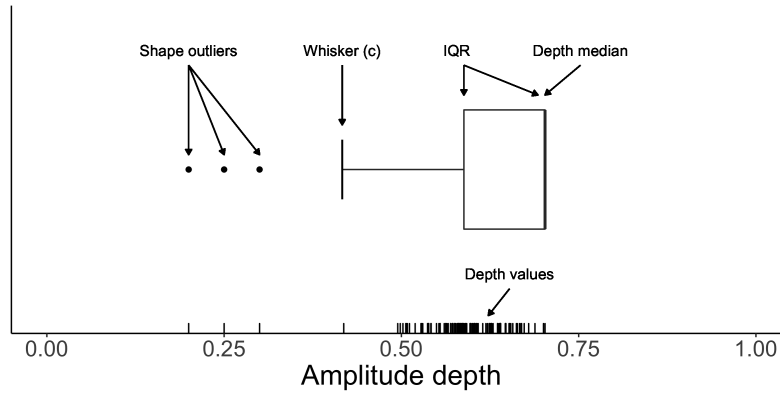 Shape outliers
Whisker (c)
IQR
Depth median
Depth values
0.00
0.25
0.50
0.75
1.00
Amplitude depth